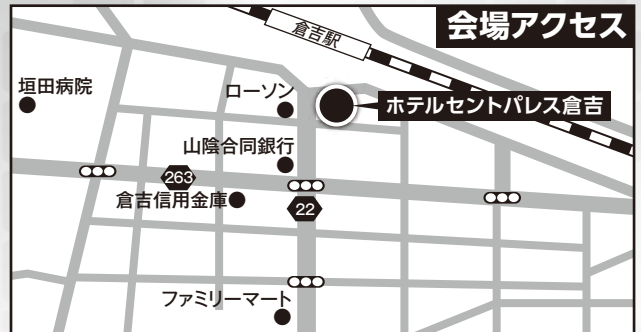 会場アクセス
倉吉駅
垣田病院
ローソン
ホテルセントパレス倉吉
山陰合同銀行
263
倉吉信用金庫
22
ファミリーマート